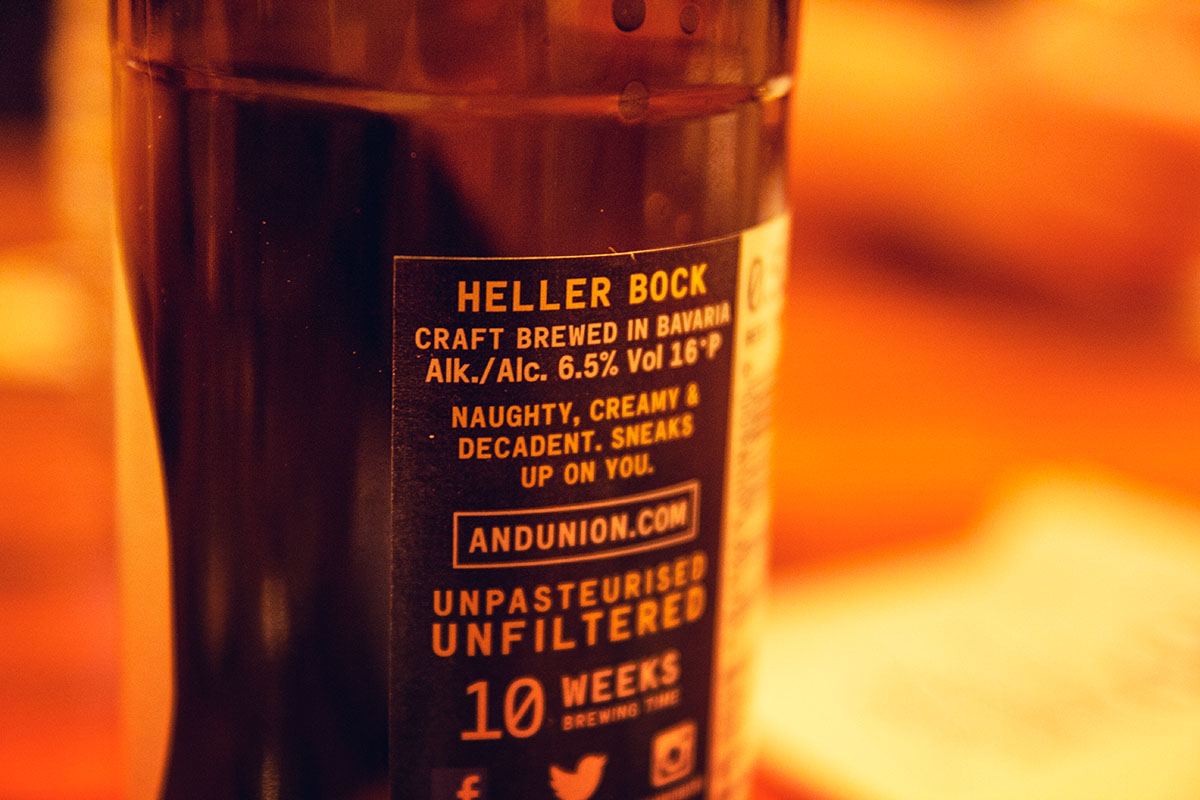 HELLER BOCK
CRAFT BREWED IN BAVARIA
Alk./Alc. 6.5% Vol 16°P
NAUGHTY, CREAMY &
DECADENT. SNEAKS
UP ON YOU.
ANDUNION.COM
UNPASTEURISED
UNFILTERED
10 WEEKS
BREWING TIME